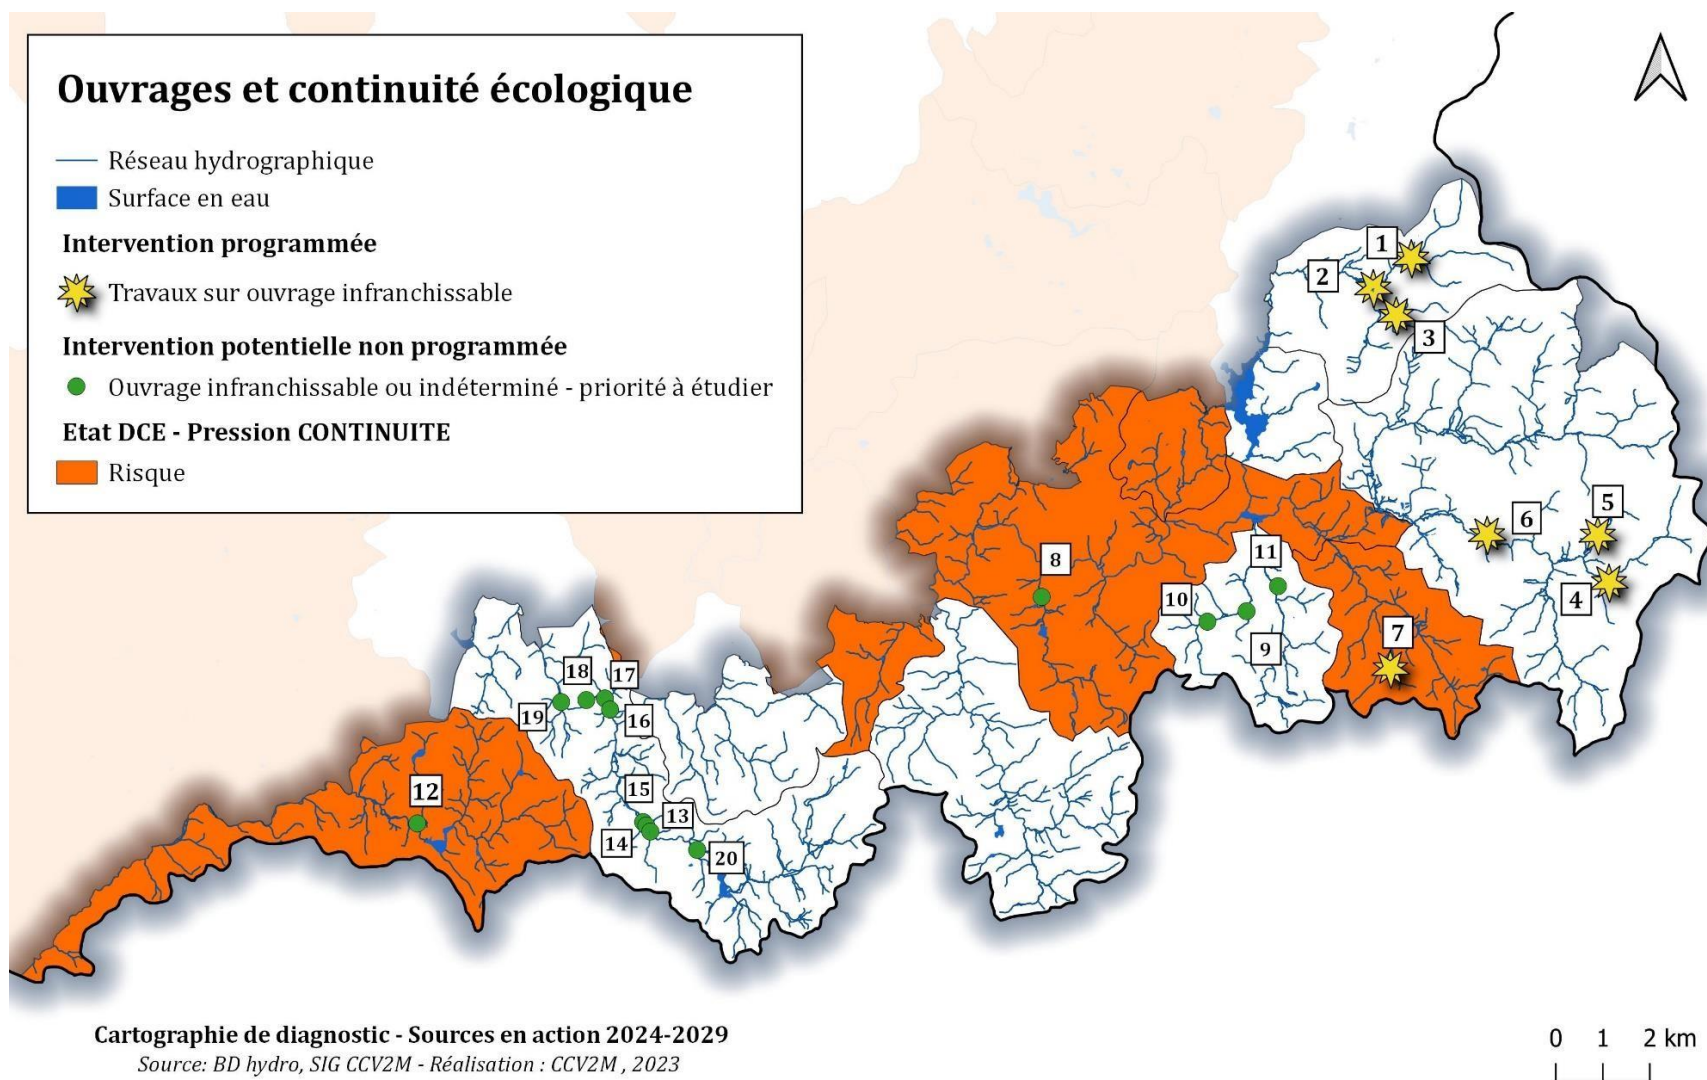 Ouvrages et continuité écologique
Réseau hydrographique
Surface en eau
Intervention programmée
Travaux sur ouvrage infranchissable
Intervention potentielle non programmée
Ouvrage infranchissable ou indéterminé - priorité à étudier
Etat DCE - Pression CONTINUITE
Risque
1
2
3
5
6
11
8
10
4
7
9
18
17
19
16
12
15
13
14
20
Cartographie de diagnostic - Sources en action 2024-2029
Source: BD hydro, SIG CCV2M - Réalisation : CCV2M , 2023
0 1 2 km